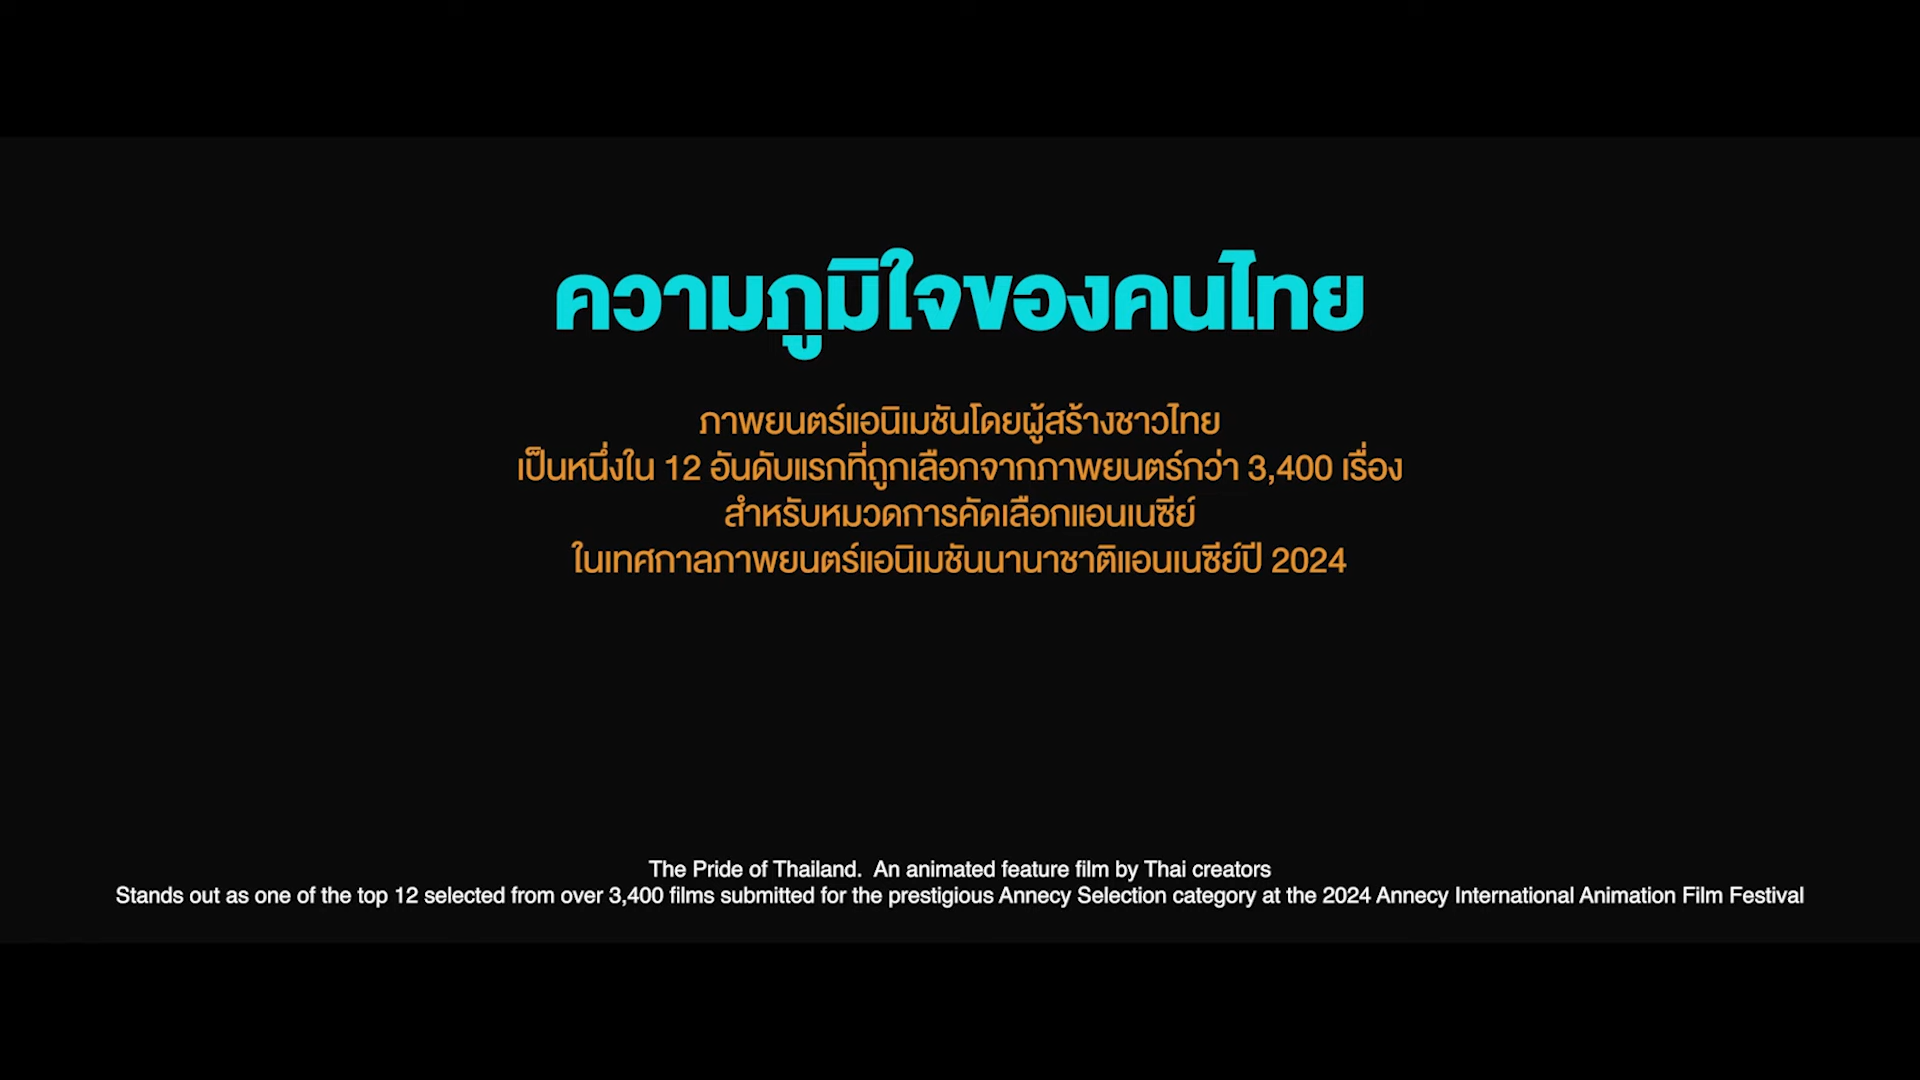 ความภูมิใจของคนไทย
ภาพยนตร์แอนิเมชันโดยผู้สร้างชาวไทย
เป็นหนึ่งใน 12 อันดับแรกที่ถูกเลือกจากภาพยนตร์กว่า 3,400 เรื่อง
สำหรับหมวดการคัดเลือกแอนเนซีย์
ในเทศกาลภาพยนตร์แอนิเมชันนานาชาติแอนเนซีย์ปี 2024
The Pride of Thailand.  An animated feature film by Thai creators
Stands out as one of the top 12 selected from over 3,400 films submitted for the prestigious Annecy Selection category at the 2024 Annecy International Animation Film Festival